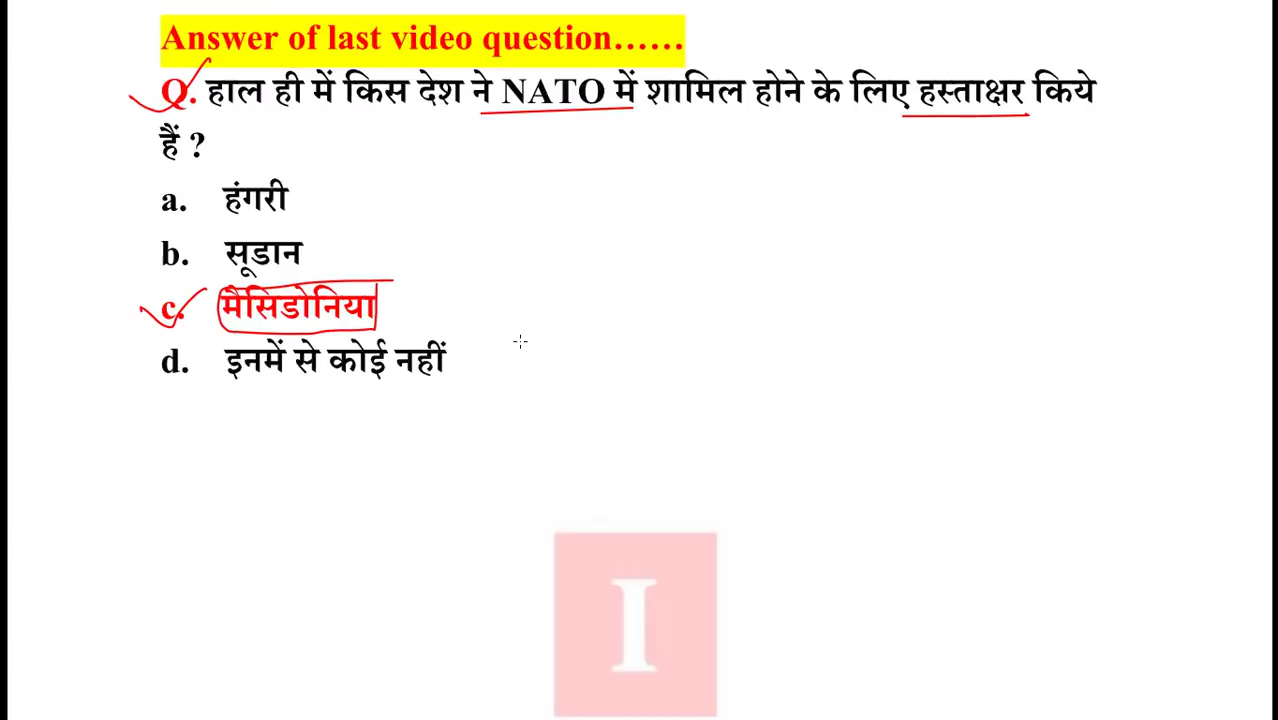 Answer of last video question……
Q. हाल ही में किस देश ने NATO में शामिल होने के लिए हस्ताक्षर किये
हैं ?
a. हंगरी
b. सूडान
c. मैसिडोनिया
d. इनमें से कोई नहीं
I